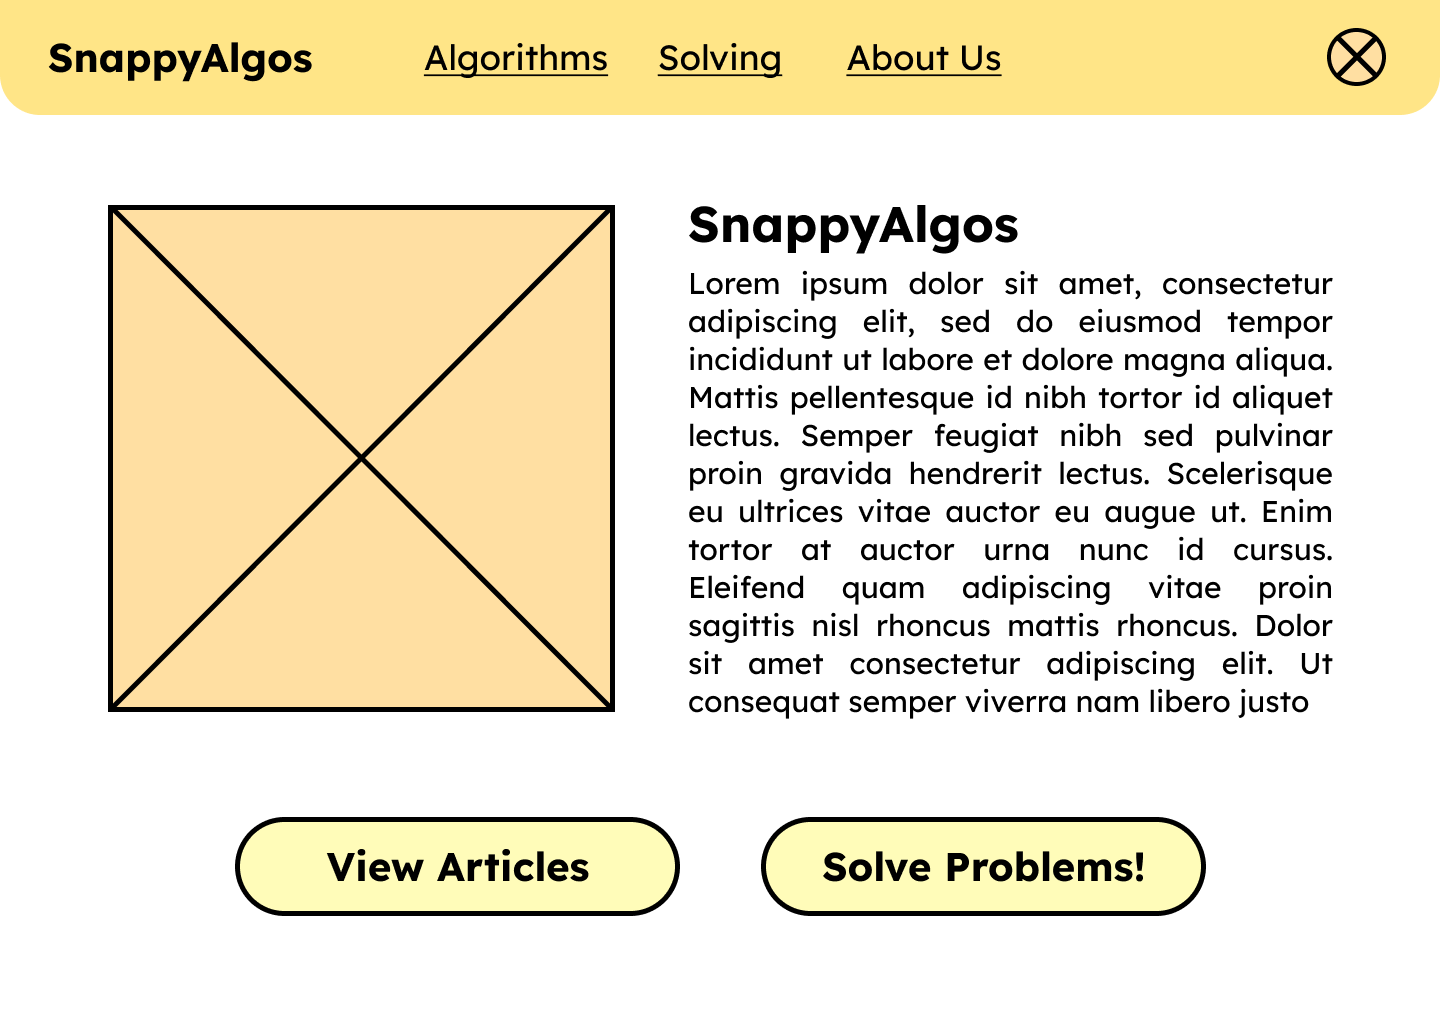 SnappyAlgos
Algorithms Solving About Us
SnappyAlgos
Lorem ipsum dolor sit amet, consectetur
adipiscing elit, sed do eiusmod tempor
incididunt ut labore et dolore magna aliqua.
Mattis pellentesque id nibh tortor id aliquet
lectus. Semper feugiat nibh sed pulvinar
proin gravida hendrerit lectus. Scelerisque
eu ultrices vitae auctor eu augue ut. Enim
tortor at auctor urna nunc id cursus.
Eleifend quam adipiscing vitae proin
sagittis nisl rhoncus mattis rhoncus. Dolor
sit amet consectetur adipiscing elit. Ut
consequat semper viverra nam libero justo
View Articles
Solve Problems!